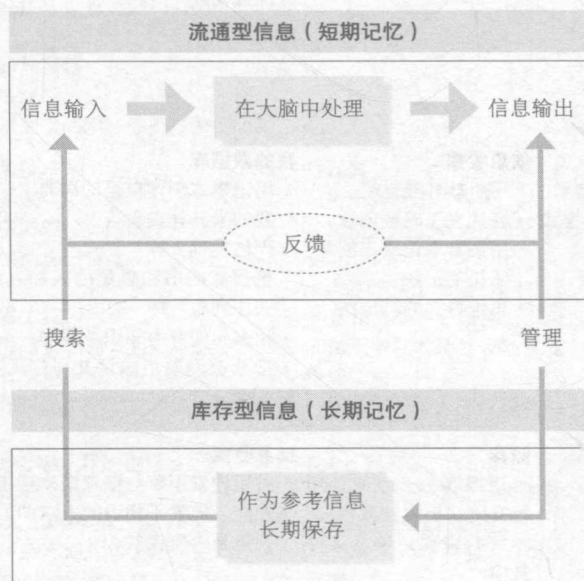 流通型信息（短期记忆）
信息输入
在大脑中处理
信息输出
反馈
搜索
管理
库存型信息（长期记忆）
作为参考信息
长期保存